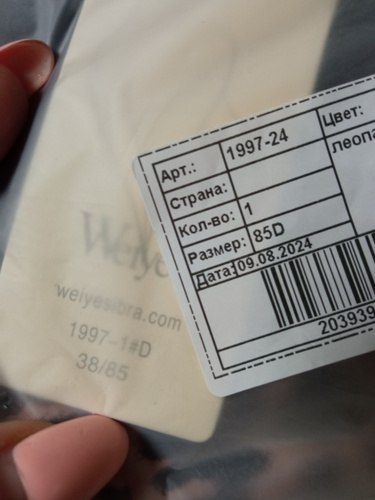 Weiye
weiyesibra.com
1997-1#D
38/85
Арт.: 1997-24
Цвет:
Страна:
Кол-во: 1
Размер: 85D
Дата: 09.08.2024
203939